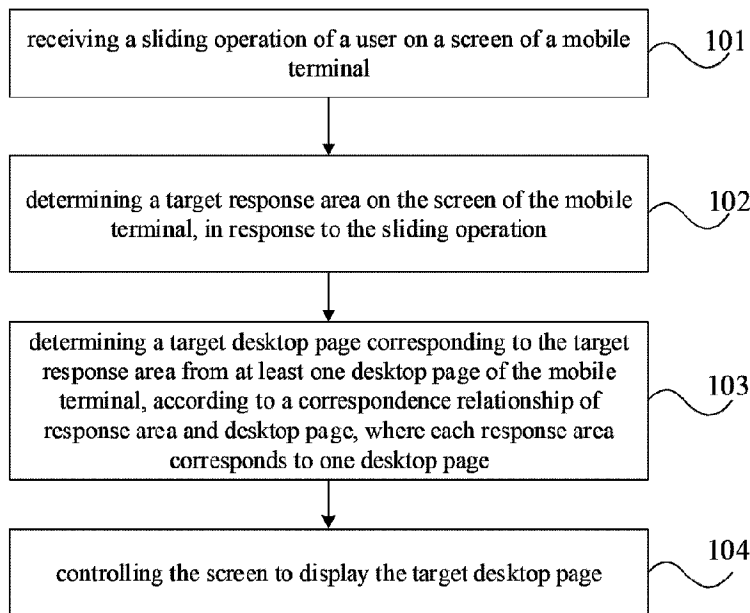 receiving a sliding operation of a user on a screen of a mobile
terminal
101
determining a target response area on the screen of the mobile
terminal, in response to the sliding operation
102
determining a target desktop page corresponding to the target
response area from at least one desktop page of the mobile
terminal, according to a correspondence relationship of
response area and desktop page, where each response area
corresponds to one desktop page
103
controlling the screen to display the target desktop page
104